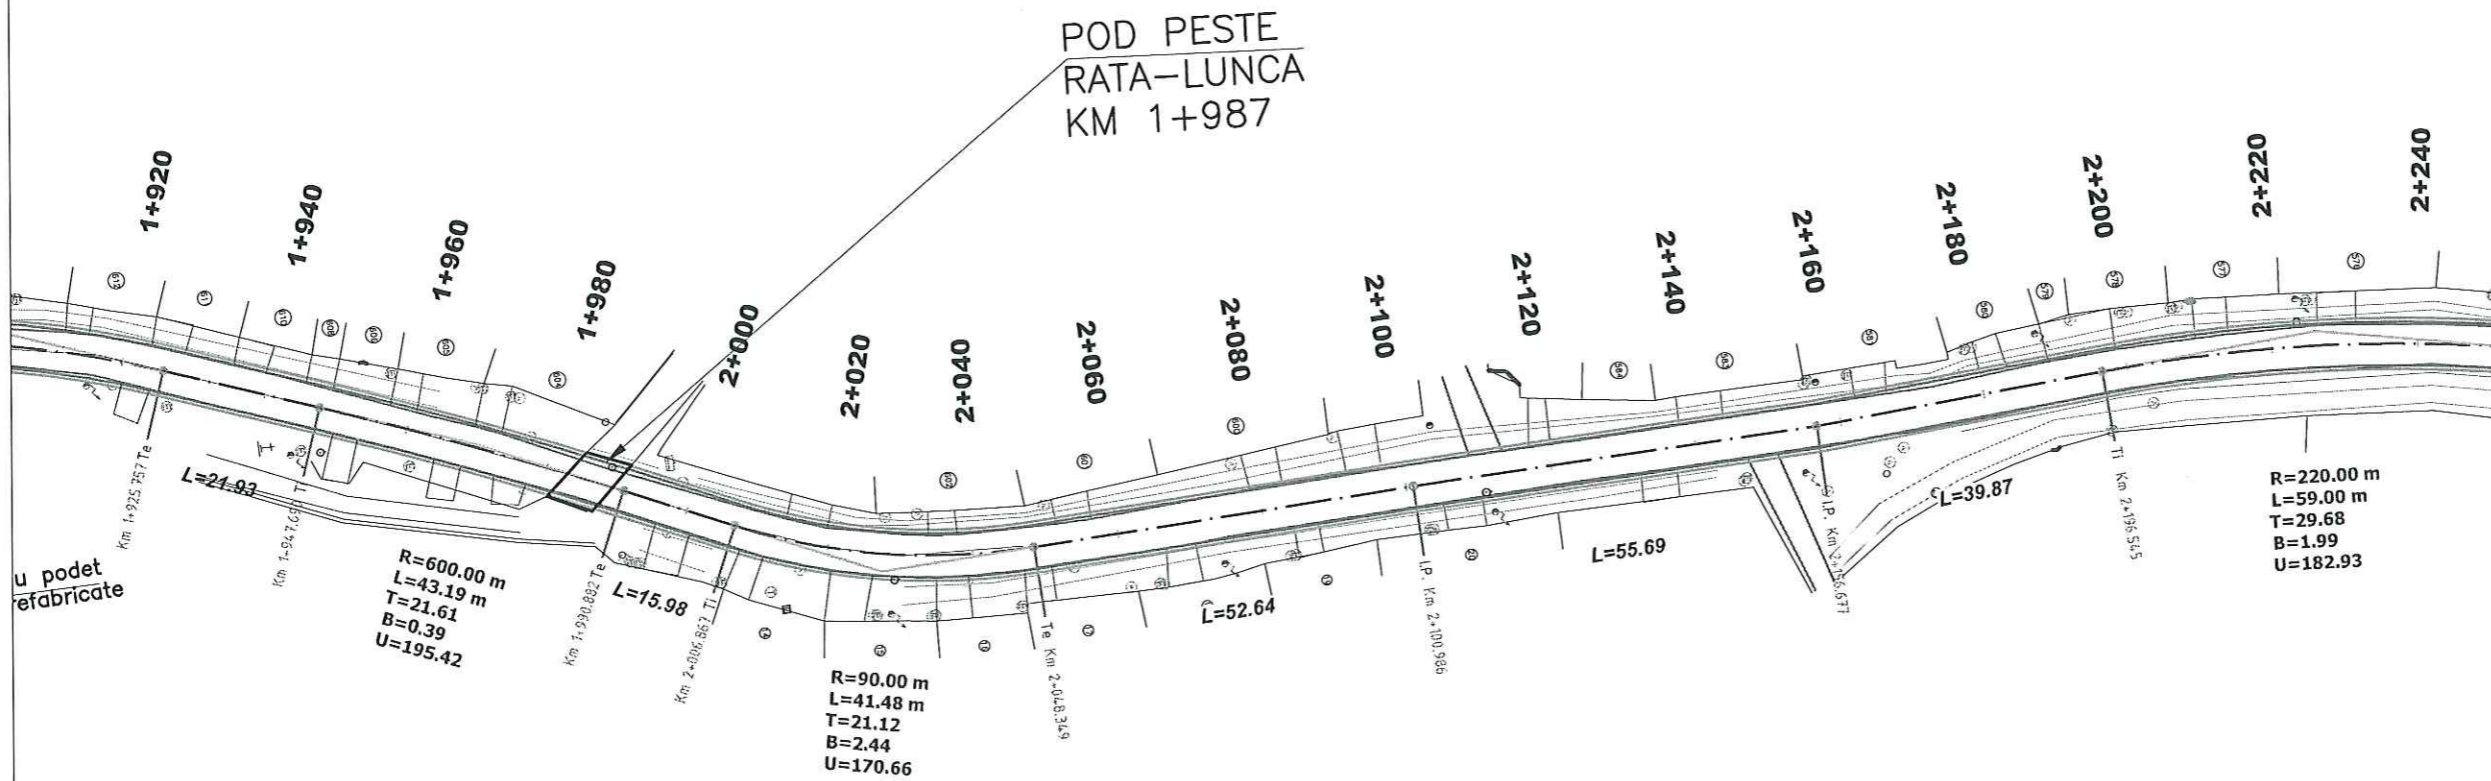 POD PESTE
RATA-LUNCA
KM 1+987
1+920
1+940
1+960
1+980
2+000
2+020
2+040
2+060
2+080
2+100
2+120
2+140
2+160
2+180
2+200
2+220
2+240
u podet
refabricate
Km 1+925.757 Te
L=21.93
R=600.00 m
L=43.19 m
T=21.61
B=0.39
U=195.42
Km 1+990.882 Te
L=15.98
Km 2+006.867 Ti
R=90.00 m
L=41.48 m
T=21.12
B=2.44
U=170.66
Te Km 2+048.349
L=52.64
I.P. Km 2+100.986
L=55.69
I.P. Km 2+156.677
L=39.87
Ti Km 2+196.545
R=220.00 m
L=59.00 m
T=29.68
B=1.99
U=182.93